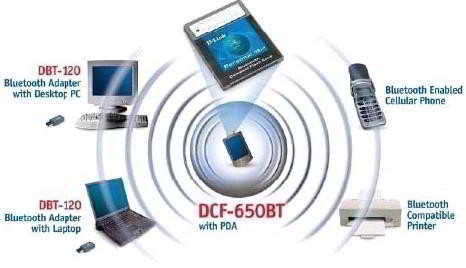 D-Link
DBT-120
Bluetooth Adapter
with Desktop PC
Bluetooth Enabled
Cellular Phone
DBT-120
Bluetooth Adapter
with Laptop
DCF-650BT
with PDA
Bluetooth
Compatible
Printer